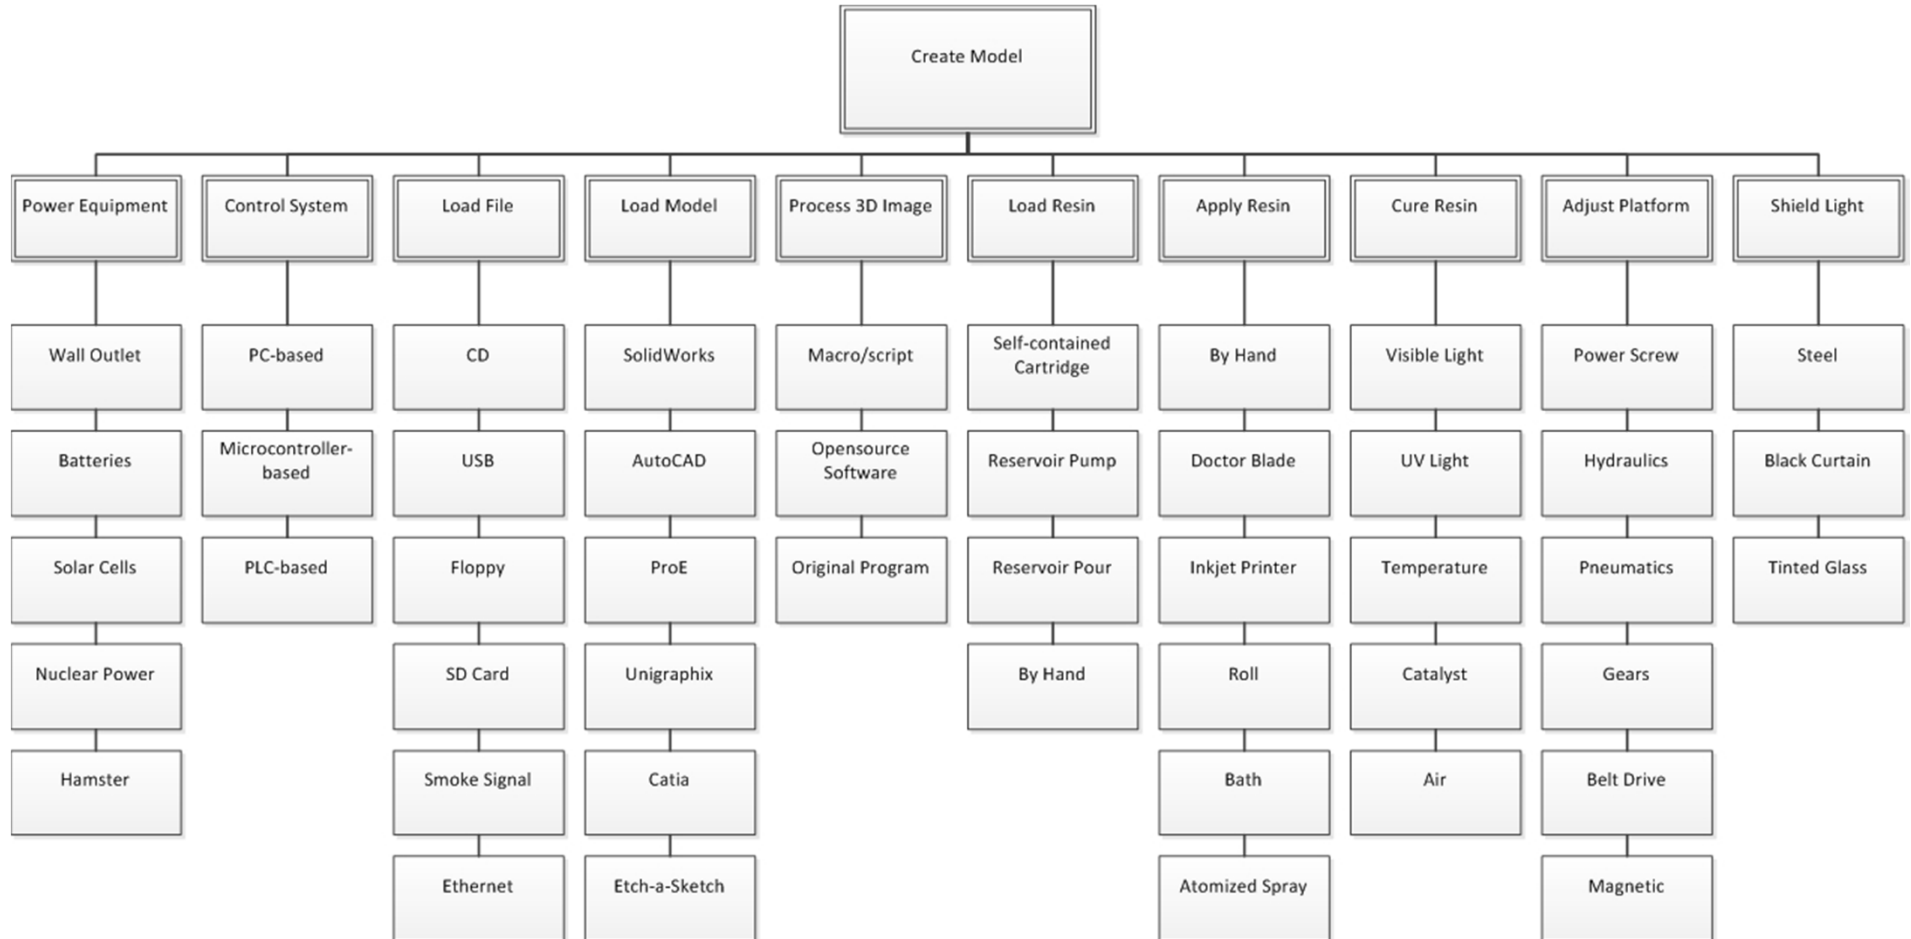 Create Model
Power Equipment
Control System
Load File
Load Model
Process 3D Image
Load Resin
Apply Resin
Cure Resin
Adjust Platform
Shield Light
Wall Outlet
PC-based
CD
SolidWorks
Macro/script
Self-contained
Cartridge
By Hand
Visible Light
Power Screw
Steel
Batteries
Microcontroller-
based
USB
AutoCAD
Opensource
Software
Reservoir Pump
Doctor Blade
UV Light
Hydraulics
Black Curtain
Solar Cells
PLC-based
Floppy
ProE
Original Program
Reservoir Pour
Inkjet Printer
Temperature
Pneumatics
Tinted Glass
Nuclear Power
SD Card
Unigraphix
By Hand
Roll
Catalyst
Gears
Hamster
Smoke Signal
Catia
Bath
Air
Belt Drive
Ethernet
Etch-a-Sketch
Atomized Spray
Magnetic